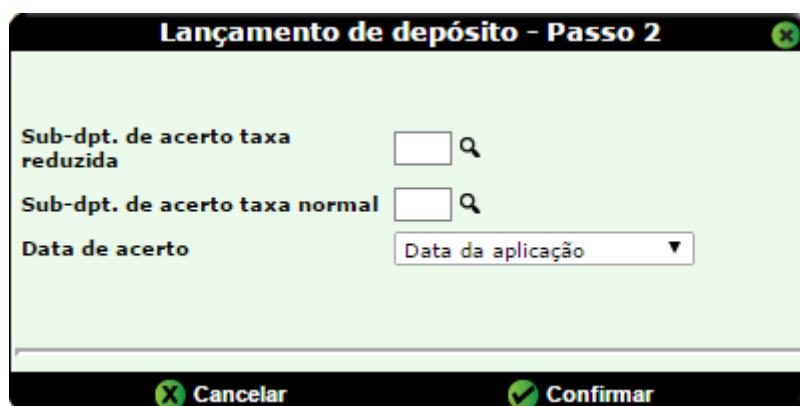 Lançamento de depósito - Passo 2
Sub-dpt. de acerto taxa
reduzida
Sub-dpt. de acerto taxa normal
Data de acerto
Data da aplicação
Cancelar
Confirmar